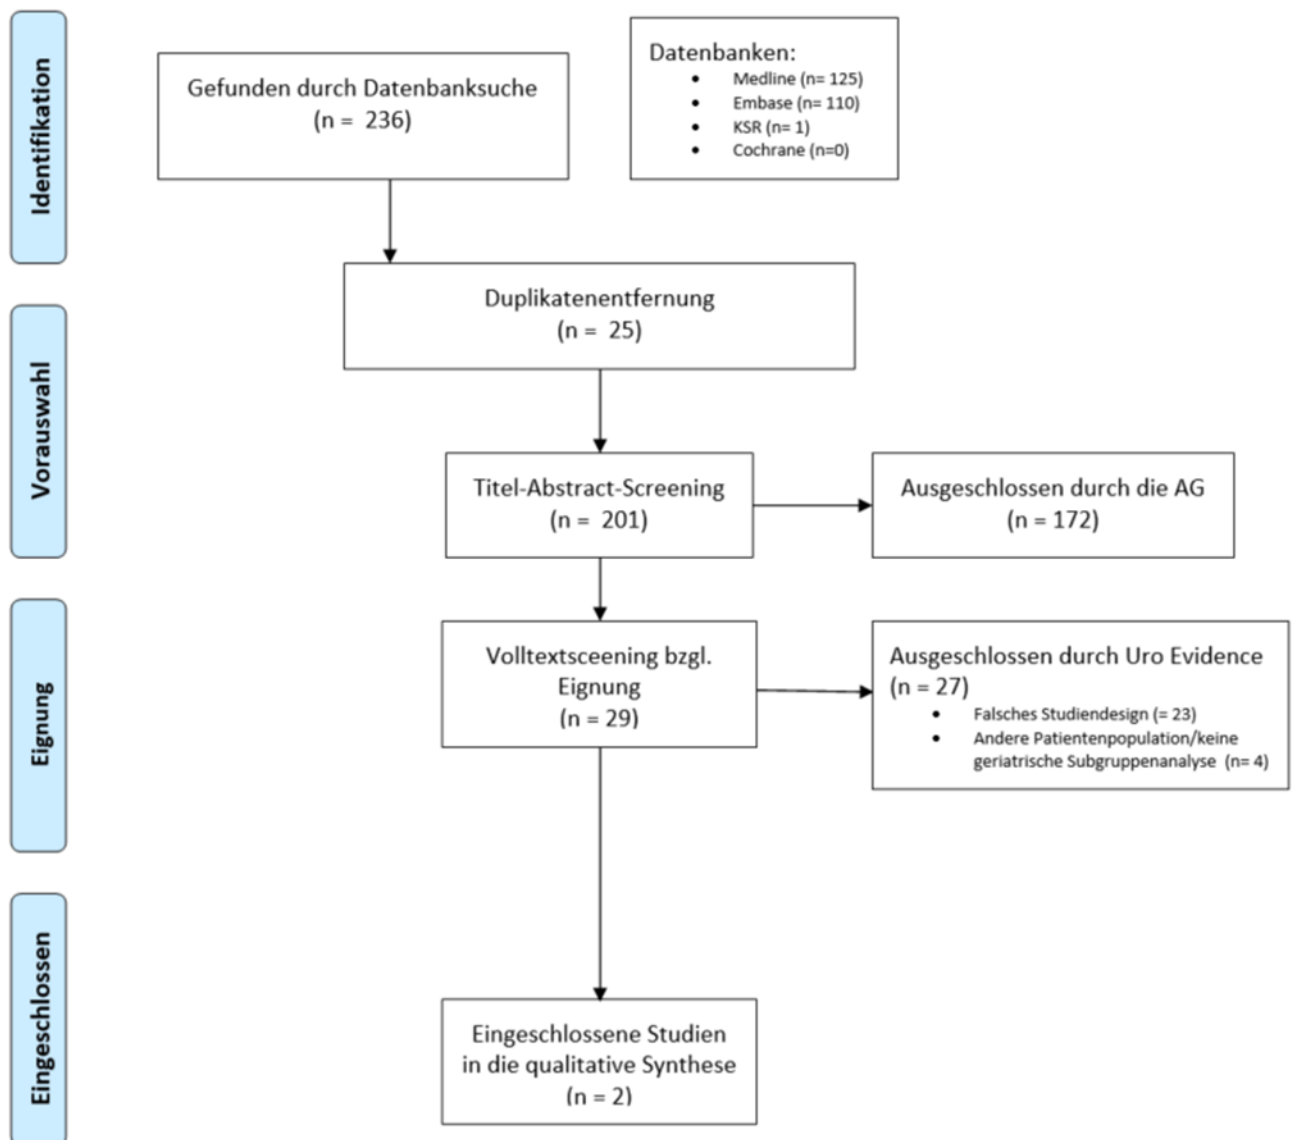 Identifikation
Gefunden durch Datenbanksuche
(n =  236)
Datenbanken:
• Medline (n= 125)
• Embase (n= 110)
• KSR (n= 1)
• Cochrane (n=0)
Vorauswahl
Duplikatenentfernung
(n =  25)
Titel-Abstract-Screening
(n =  201)
Ausgeschlossen durch die AG
(n = 172)
Eignung
Volltextsceening bzgl.
Eignung
(n = 29)
Ausgeschlossen durch Uro Evidence
(n = 27)
• Falsches Studiendesign (= 23)
• Andere Patientenpopulation/keine
geriatrische Subgruppenanalyse  (n= 4)
Eingeschlossen
Eingeschlossene Studien
in die qualitative Synthese
(n = 2)